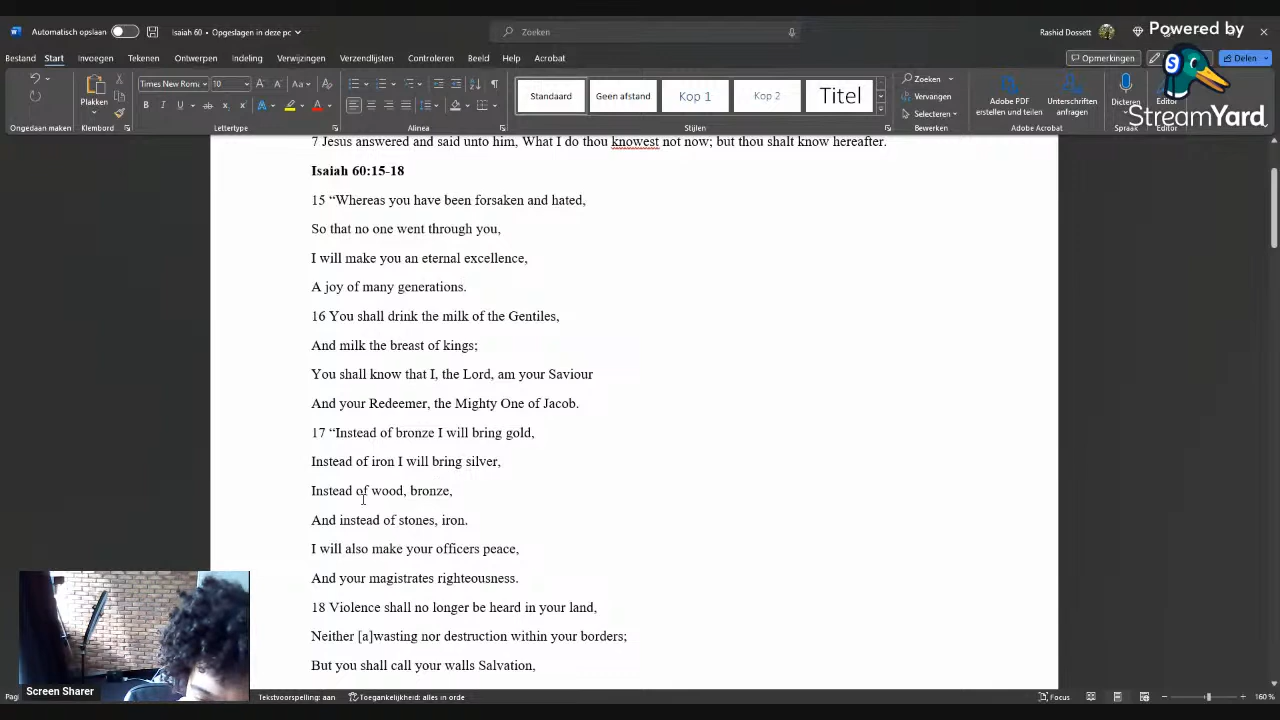 Automatisch opslaan
Isaiah 60 • Opgeslagen in deze pc
Zoeken
Rashid Dossett
Powered by
Bestand Start Invoegen Tekenen Ontwerpen Indeling Verwijzingen Verzendlijsten Controleren Beeld Help Acrobat
Opmerkingen
Delen
Plakken
Times New Rom
10
Standaard
Geen afstand
Kop 1
Kop 2
Titel
Zoeken
Vervangen
Selecteren
Adobe PDF
erstellen und teilen
Unterschriften
anfragen
Dicteren
Editor
StreamYard
Ongedaan maken
Klembord
Lettertype
Alinea
Stijlen
Bewerken
Adobe Acrobat
Spraak
Editor
7 Jesus answered and said unto him, What I do thou knowest not now; but thou shalt know hereafter.
Isaiah 60:15-18
15 “Whereas you have been forsaken and hated,
So that no one went through you,
I will make you an eternal excellence,
A joy of many generations.
16 You shall drink the milk of the Gentiles,
And milk the breast of kings;
You shall know that I, the Lord, am your Saviour
And your Redeemer, the Mighty One of Jacob.
17 “Instead of bronze I will bring gold,
Instead of iron I will bring silver,
Instead of wood, bronze,
And instead of stones, iron.
I will also make your officers peace,
And your magistrates righteousness.
18 Violence shall no longer be heard in your land,
Neither [a]wasting nor destruction within your borders;
But you shall call your walls Salvation,
Screen Sharer
Tekstvoorspelling: aan
Toegankelijkheid: alles in orde
Focus
160 %